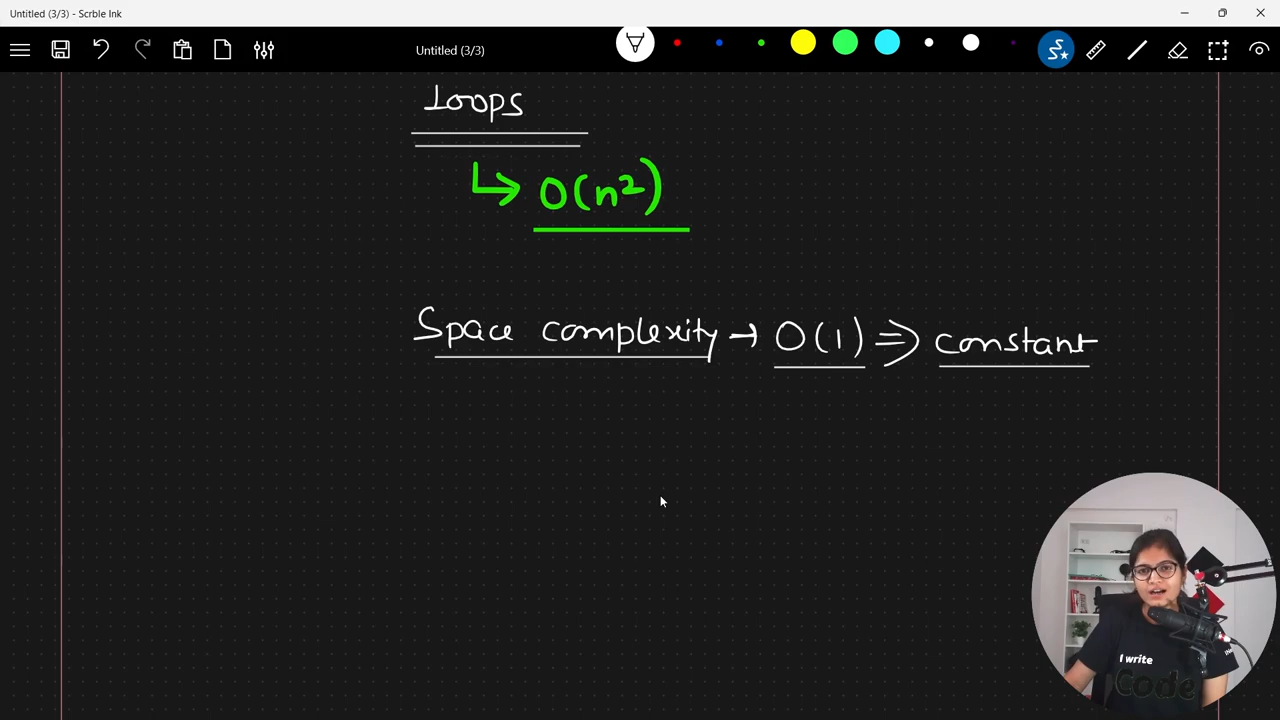 Untitled (3/3) - Scrble Ink
Untitled (3/3)
Loops
↳ O(n²)
Space complexity → O(1) ⇒ constant
I write
Code